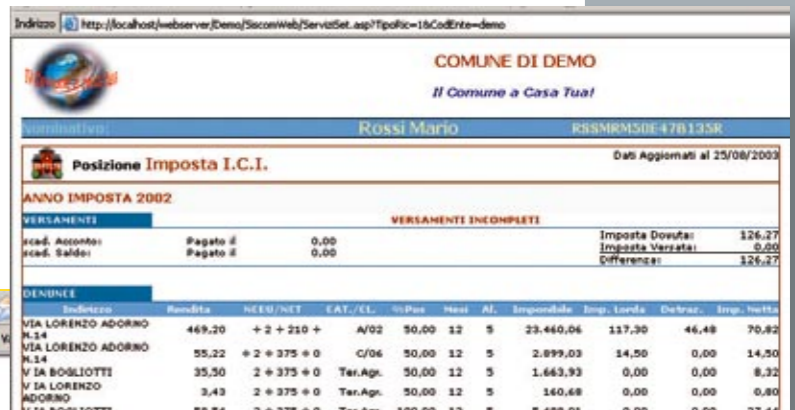 Indirizzo http://localhost/webserver/Demo/SiscomWeb/ServiziSet.asp?TipoRic=1&CodEnte=demo
COMUNE DI DEMO
Il Comune a Casa Tua!
Nominativo: Rossi Mario RSSMRM50E47B135R
Posizione Imposta I.C.I. Dati Aggiornati al 25/08/2003
ANNO IMPOSTA 2002
VERSAMENTI VERSAMENTI INCOMPLETI
scad. Acconto: Pagato il 0,00 Imposta Dovuta: 126,27
scad. Saldo: Pagato il 0,00 Imposta Versata: 0,00
Differenza: 126,27
DENUNCE
Indirizzo Rendita NCEU/NCT CAT./CL. %Pos Mesi Al. Imponibile Imp. Lorda Detraz. Imp. Netta
VIA LORENZO ADORNO N.14 469,20 + 2 + 210 + A/02 50,00 12 5 23.460,06 117,30 46,48 70,82
VIA LORENZO ADORNO N.14 55,22 + 2 + 375 + 0 C/06 50,00 12 5 2.899,03 14,50 0,00 14,50
V IA BOGLIOTTI 35,50 2 + 375 + 0 Ter.Agr. 50,00 12 5 1.663,93 0,00 0,00 8,32
V IA LORENZO ADORNO 3,43 2 + 375 + 0 Ter.Agr. 50,00 12 5 160,68 0,00 0,00 0,80